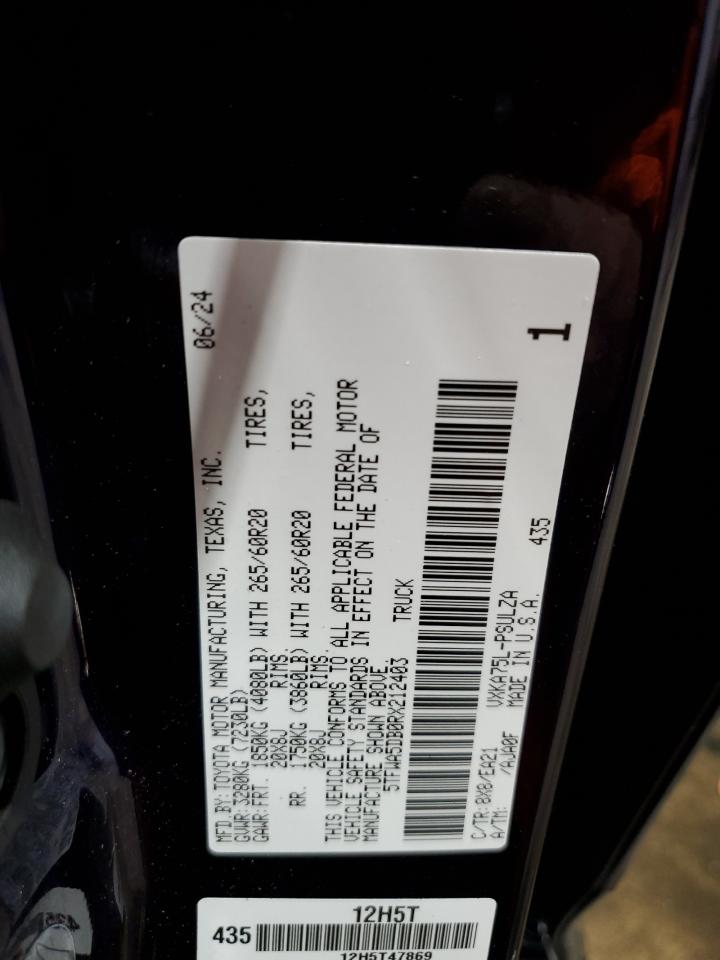 MFD.BY:TOYOTA MOTOR MANUFACTURING, TEXAS, INC. 06/24
GVWR:3280KG (7230LB)
GAWR:FRT. 1850KG (4080LB) WITH 265/60R20 TIRES,
20X8J RIMS.
RR. 1750KG (3860LB) WITH 265/60R20 TIRES,
20X8J RIMS.
THIS VEHICLE CONFORMS TO ALL APPLICABLE FEDERAL MOTOR
VEHICLE SAFETY STANDARDS IN EFFECT ON THE DATE OF
MANUFACTURE SHOWN ABOVE.
5TFWA5DB0RX212403 TRUCK
C/TR:8X8/EA21 VXKA75L-PSULZA 435
A/TM: /AJA0F MADE IN U.S.A.
1
12H5T
435
12H5T47869